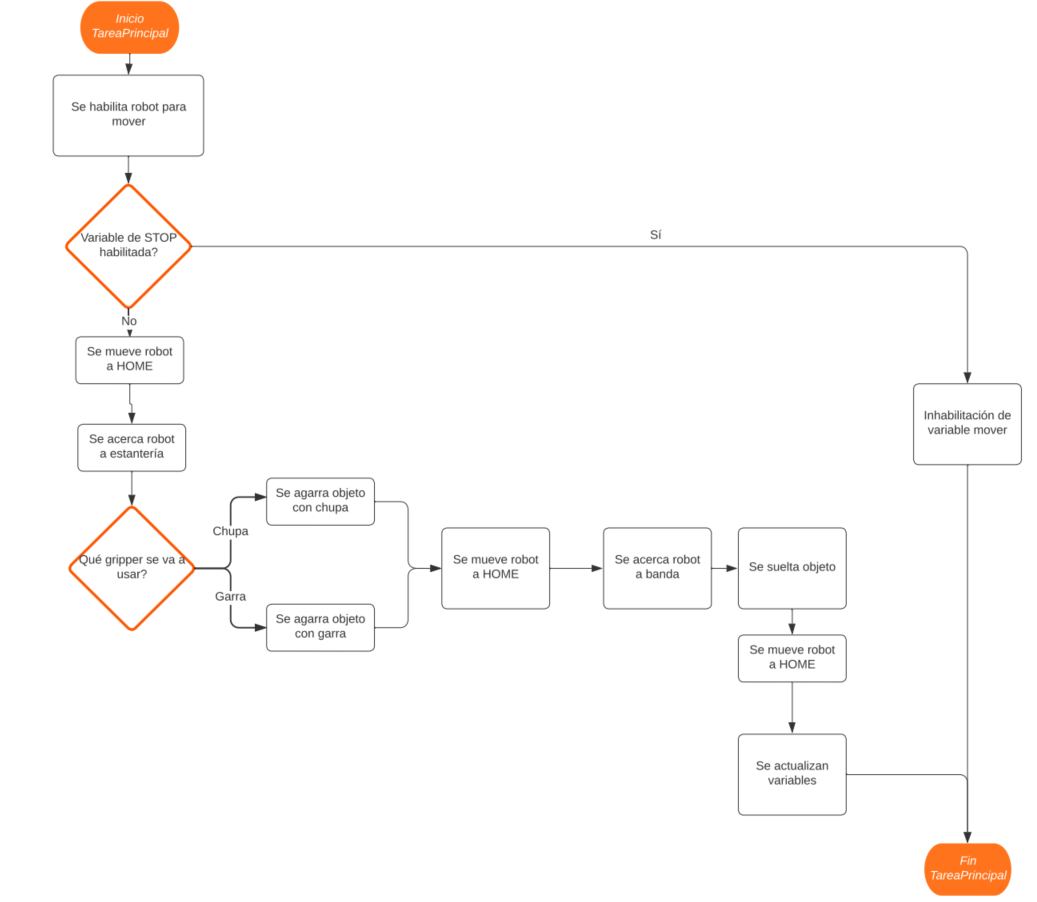 Inicio
TareaPrincipal
Se habilita robot para
mover
Variable de STOP
habilitada?
Sí
No
Se mueve robot
a HOME
Se acerca robot
a estantería
Inhabilitación de
variable mover
Qué gripper se va a
usar?
Chupa
Garra
Se agarra objeto
con chupa
Se agarra objeto
con garra
Se mueve robot
a HOME
Se acerca robot
a banda
Se suelta objeto
Se mueve robot
a HOME
Se actualizan
variables
Fin
TareaPrincipal